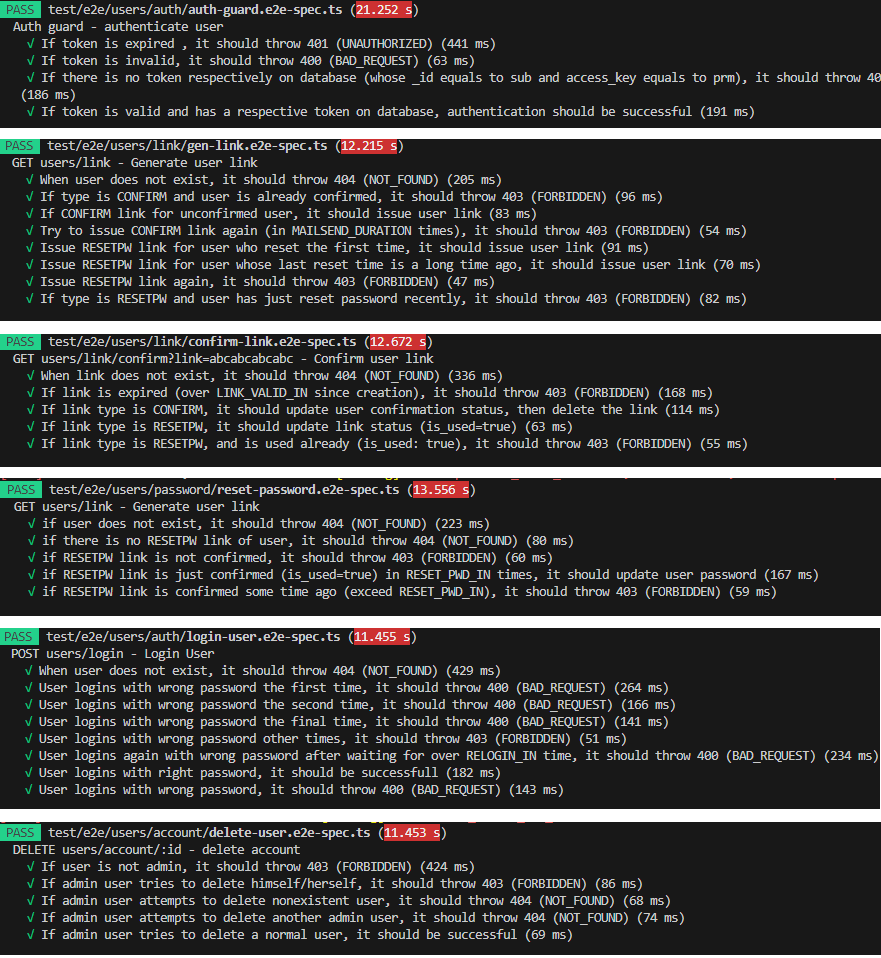 PASS test/e2e/users/auth/auth-guard.e2e-spec.ts (21.252 s)
Auth guard - authenticate user
√ If token is expired , it should throw 401 (UNAUTHORIZED) (441 ms)
√ If token is invalid, it should throw 400 (BAD_REQUEST) (63 ms)
√ If there is no token respectively on database (whose _id equals to sub and access_key equals to prm), it should throw 40
(186 ms)
√ If token is valid and has a respective token on database, authentication should be successful (191 ms)
PASS test/e2e/users/link/gen-link.e2e-spec.ts (12.215 s)
GET users/link - Generate user link
√ When user does not exist, it should throw 404 (NOT_FOUND) (205 ms)
√ If type is CONFIRM and user is already confirmed, it should throw 403 (FORBIDDEN) (96 ms)
√ If CONFIRM link for unconfirmed user, it should issue user link (83 ms)
√ Try to issue CONFIRM link again (in MAILSEND_DURATION times), it should throw 403 (FORBIDDEN) (54 ms)
√ Issue RESETPW link for user who reset the first time, it should issue user link (91 ms)
√ Issue RESETPW link for user whose last reset time is a long time ago, it should issue user link (70 ms)
√ Issue RESETPW link again, it should throw 403 (FORBIDDEN) (47 ms)
√ If type is RESETPW and user has just reset password recently, it should throw 403 (FORBIDDEN) (82 ms)
PASS test/e2e/users/link/confirm-link.e2e-spec.ts (12.672 s)
GET users/link/confirm?link=abcabcabcabc - Confirm user link
√ When link does not exist, it should throw 404 (NOT_FOUND) (336 ms)
√ If link is expired (over LINK_VALID_IN since creation), it should throw 403 (FORBIDDEN) (168 ms)
√ If link type is CONFIRM, it should update user confirmation status, then delete the link (114 ms)
√ If link type is RESETPW, it should update link status (is_used=true) (63 ms)
√ If link type is RESETPW, and is used already (is_used: true), it should throw 403 (FORBIDDEN) (55 ms)
PASS test/e2e/users/password/reset-password.e2e-spec.ts (13.556 s)
GET users/link - Generate user link
√ if user does not exist, it should throw 404 (NOT_FOUND) (223 ms)
√ if there is no RESETPW link of user, it should throw 404 (NOT_FOUND) (80 ms)
√ if RESETPW link is not confirmed, it should throw 403 (FORBIDDEN) (60 ms)
√ if RESETPW link is just confirmed (is_used=true) in RESET_PWD_IN times, it should update user password (167 ms)
√ if RESETPW link is confirmed some time ago (exceed RESET_PWD_IN), it should throw 403 (FORBIDDEN) (59 ms)
PASS test/e2e/users/auth/login-user.e2e-spec.ts (11.455 s)
POST users/login - Login User
√ When user does not exist, it should throw 404 (NOT_FOUND) (429 ms)
√ User logins with wrong password the first time, it should throw 400 (BAD_REQUEST) (264 ms)
√ User logins with wrong password the second time, it should throw 400 (BAD_REQUEST) (166 ms)
√ User logins with wrong password the final time, it should throw 400 (BAD_REQUEST) (141 ms)
√ User logins with wrong password other times, it should throw 403 (FORBIDDEN) (51 ms)
√ User logins again with wrong password after waiting for over RELOGIN_IN time, it should throw 400 (BAD_REQUEST) (234 ms)
√ User logins with right password, it should be successfull (182 ms)
√ User logins with wrong password, it should throw 400 (BAD_REQUEST) (143 ms)
PASS test/e2e/users/account/delete-user.e2e-spec.ts (11.453 s)
DELETE users/account/:id - delete account
√ If user is not admin, it should throw 403 (FORBIDDEN) (424 ms)
√ If admin user tries to delete himself/herself, it should throw 403 (FORBIDDEN) (86 ms)
√ If admin user attempts to delete nonexistent user, it should throw 404 (NOT_FOUND) (68 ms)
√ If admin user attempts to delete another admin user, it should throw 404 (NOT_FOUND) (74 ms)
√ If admin user tries to delete a normal user, it should be successful (69 ms)